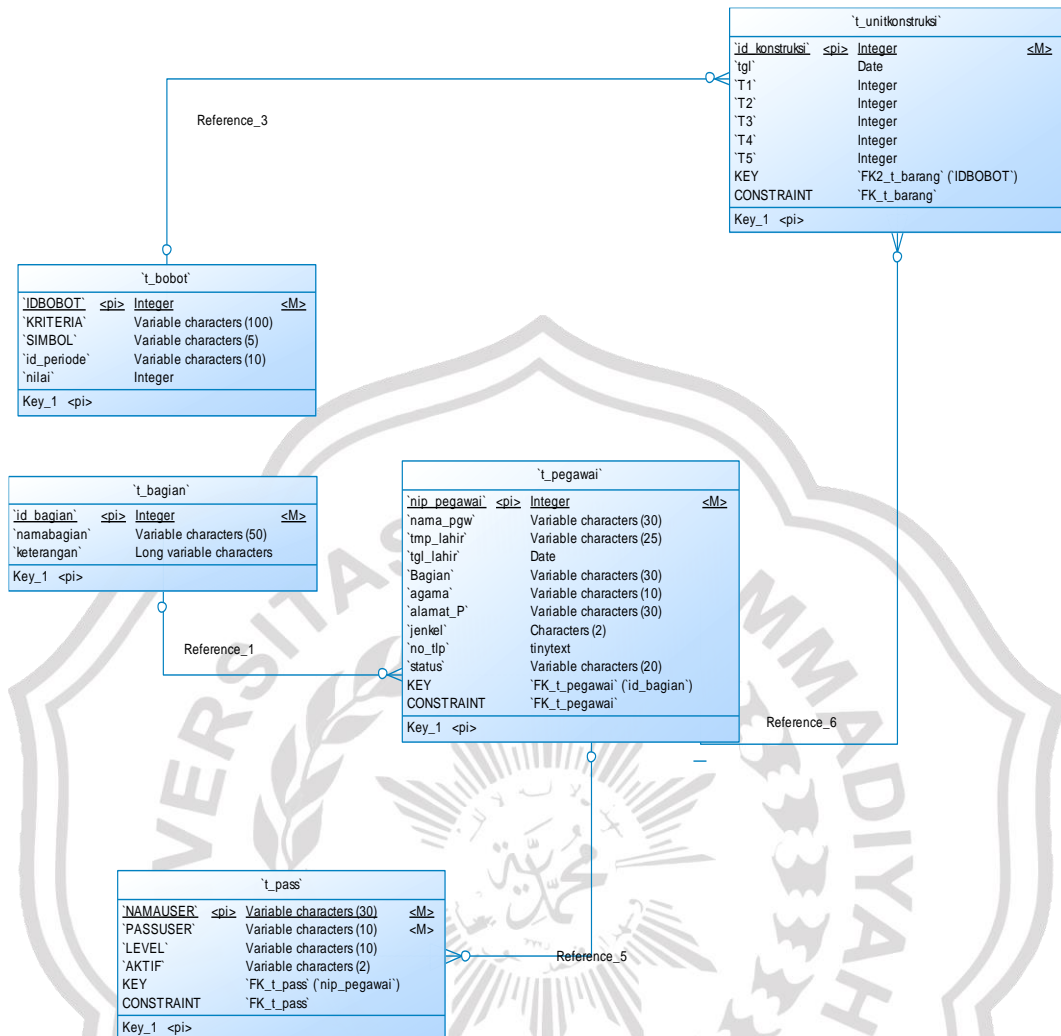 `t_unitkonstruksi`
`id_konstruksi` <pi> Integer <M>
`tgl` Date
`T1` Integer
`T2` Integer
`T3` Integer
`T4` Integer
`T5` Integer
KEY `FK2_t_barang` (`IDBOBOT`)
CONSTRAINT `FK_t_barang`
Key_1 <pi>
Reference_3
`t_bobot`
`IDBOBOT` <pi> Integer <M>
`KRITERIA` Variable characters (100)
`SIMBOL` Variable characters (5)
`id_periode` Variable characters (10)
`nilai` Integer
Key_1 <pi>
`t_bagian`
`id_bagian` <pi> Integer <M>
`namabagian` Variable characters (50)
`keterangan` Long variable characters
Key_1 <pi>
Reference_1
`t_pegawai`
`nip_pegawai` <pi> Integer <M>
`nama_pgw` Variable characters (30)
`tmp_lahir` Variable characters (25)
`tgl_lahir` Date
`Bagian` Variable characters (30)
`agama` Variable characters (10)
`alamat_P` Variable characters (30)
`jenkel` Characters (2)
`no_tlp` tinytext
`status` Variable characters (20)
KEY `FK_t_pegawai` (`id_bagian`)
CONSTRAINT `FK_t_pegawai`
Key_1 <pi>
Reference_6
`t_pass`
`NAMAUSER` <pi> Variable characters (30) <M>
`PASSUSER` Variable characters (10) <M>
`LEVEL` Variable characters (10)
`AKTIF` Variable characters (2)
KEY `FK_t_pass` (`nip_pegawai`)
CONSTRAINT `FK_t_pass`
Key_1 <pi>
Reference_5
VERSITAS
MMADIYAH